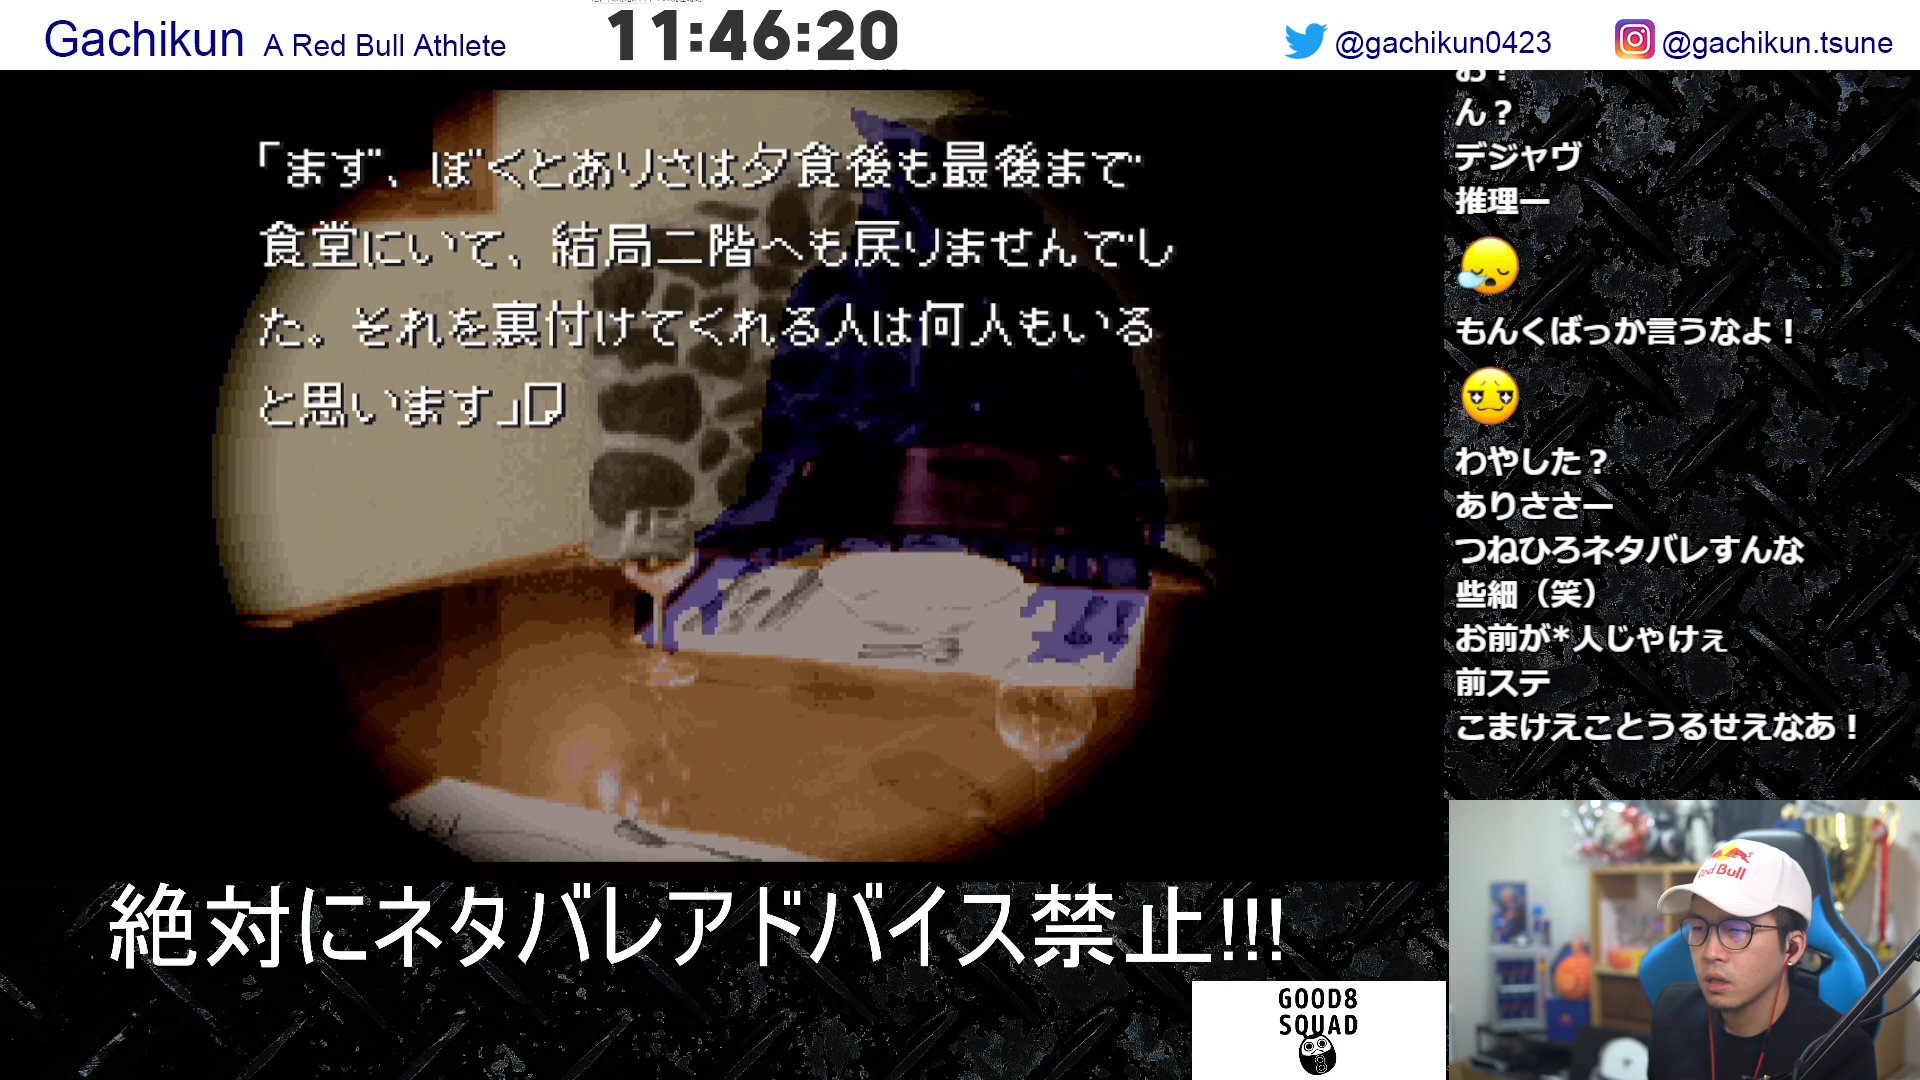 Gachikun A Red Bull Athlete
11:46:20
@gachikun0423
@gachikun.tsune
「まず、ぼくとありさは夕食後も最後まで
食堂にいて、結局二階へも戻りませんでし
た。それを裏付けてくれる人は何人もいる
と思います」
お！
ん？
デジャヴ
推理一
もんくばっか言うなよ！
わやした？
ありささー
つねひろネタバレすんな
些細（笑）
お前が*人じゃけぇ
前ステ
こまけえことうるせえなあ！
絶対にネタバレアドバイス禁止!!!
GOOD8
SQUAD
Red Bull